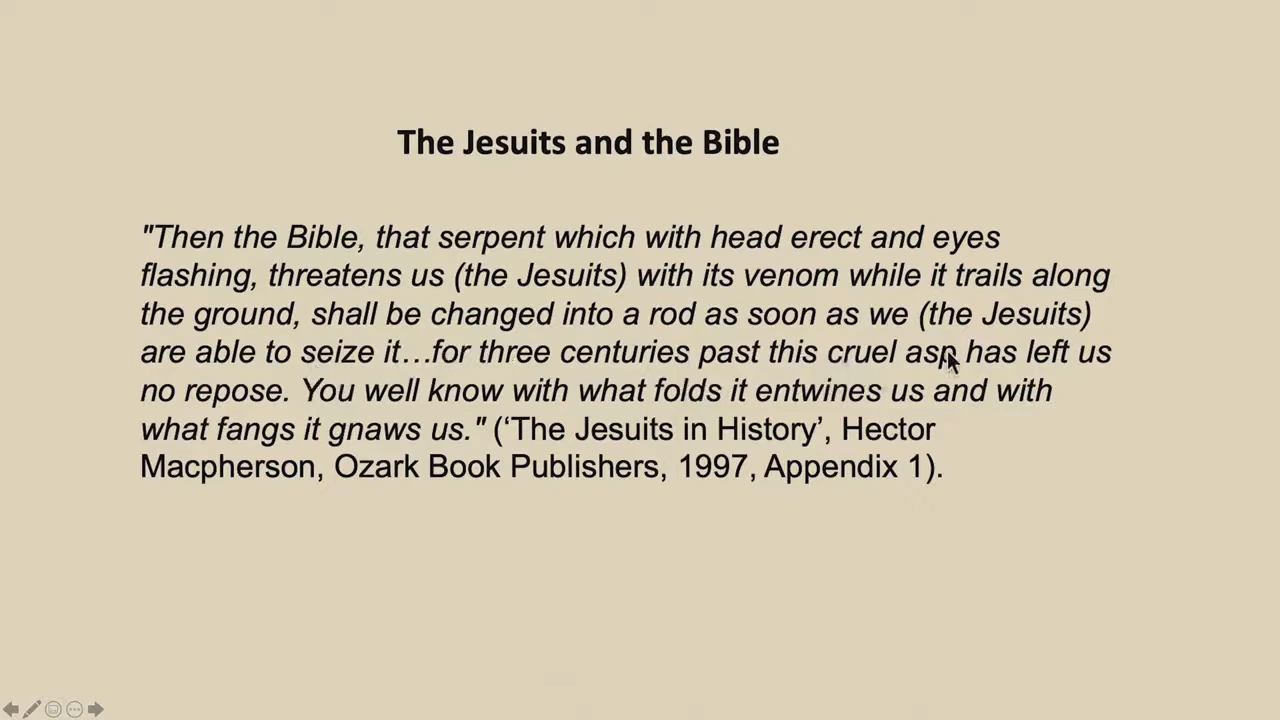 The Jesuits and the Bible
"Then the Bible, that serpent which with head erect and eyes
flashing, threatens us (the Jesuits) with its venom while it trails along
the ground, shall be changed into a rod as soon as we (the Jesuits)
are able to seize it…for three centuries past this cruel asp has left us
no repose. You well know with what folds it entwines us and with
what fangs it gnaws us." (‘The Jesuits in History’, Hector
Macpherson, Ozark Book Publishers, 1997, Appendix 1).